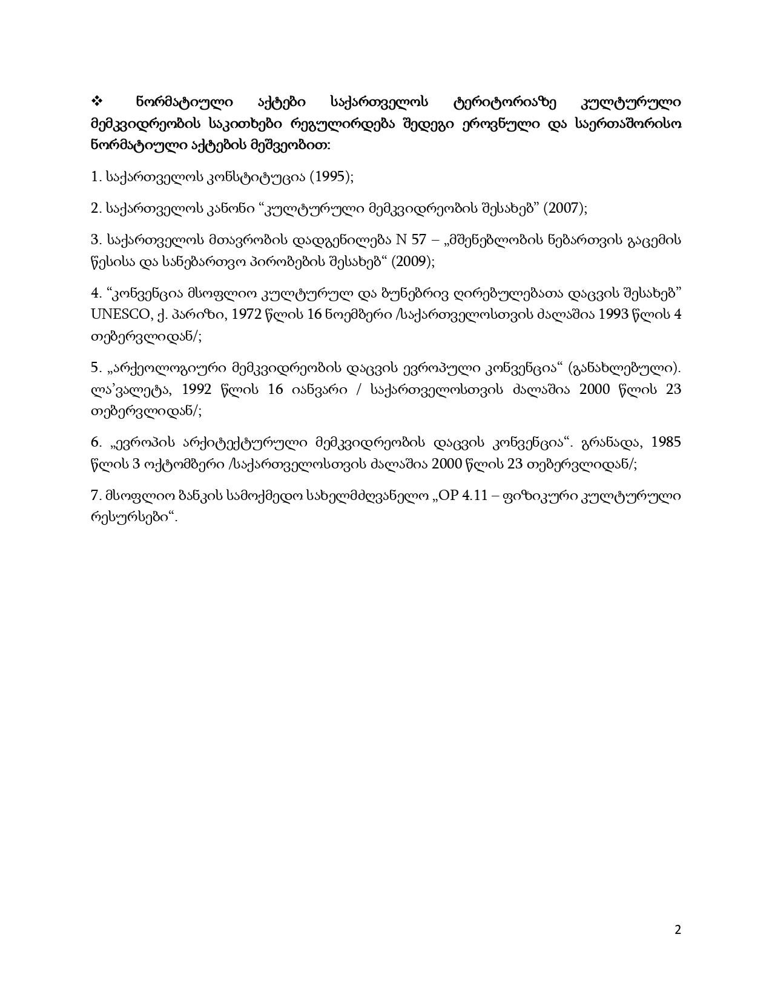 ❖ ნორმატიული აქტები საქართველოს ტერიტორიაზე კულტურული
მემკვიდრეობის საკითხები რეგულირდება შედეგი ეროვნული და საერთაშორისო
ნორმატიული აქტების მეშვეობით:
1. საქართველოს კონსტიტუცია (1995);
2. საქართველოს კანონი “კულტურული მემკვიდრეობის შესახებ” (2007);
3. საქართველოს მთავრობის დადგენილება N 57 – „მშენებლობის ნებართვის გაცემის
წესისა და სანებართვო პირობების შესახებ“ (2009);
4. “კონვენცია მსოფლიო კულტურულ და ბუნებრივ ღირებულებათა დაცვის შესახებ”
UNESCO, ქ. პარიზი, 1972 წლის 16 ნოემბერი /საქართველოსთვის ძალაშია 1993 წლის 4
თებერვლიდან/;
5. „არქეოლოგიური მემკვიდრეობის დაცვის ევროპული კონვენცია“ (განახლებული).
ლა’ვალეტა, 1992 წლის 16 იანვარი / საქართველოსთვის ძალაშია 2000 წლის 23
თებერვლიდან/;
6. „ევროპის არქიტექტურული მემკვიდრეობის დაცვის კონვენცია“. გრანადა, 1985
წლის 3 ოქტომბერი /საქართველოსთვის ძალაშია 2000 წლის 23 თებერვლიდან/;
7. მსოფლიო ბანკის სამოქმედო სახელმძღვანელო „OP 4.11 – ფიზიკური კულტურული
რესურსები“.
2